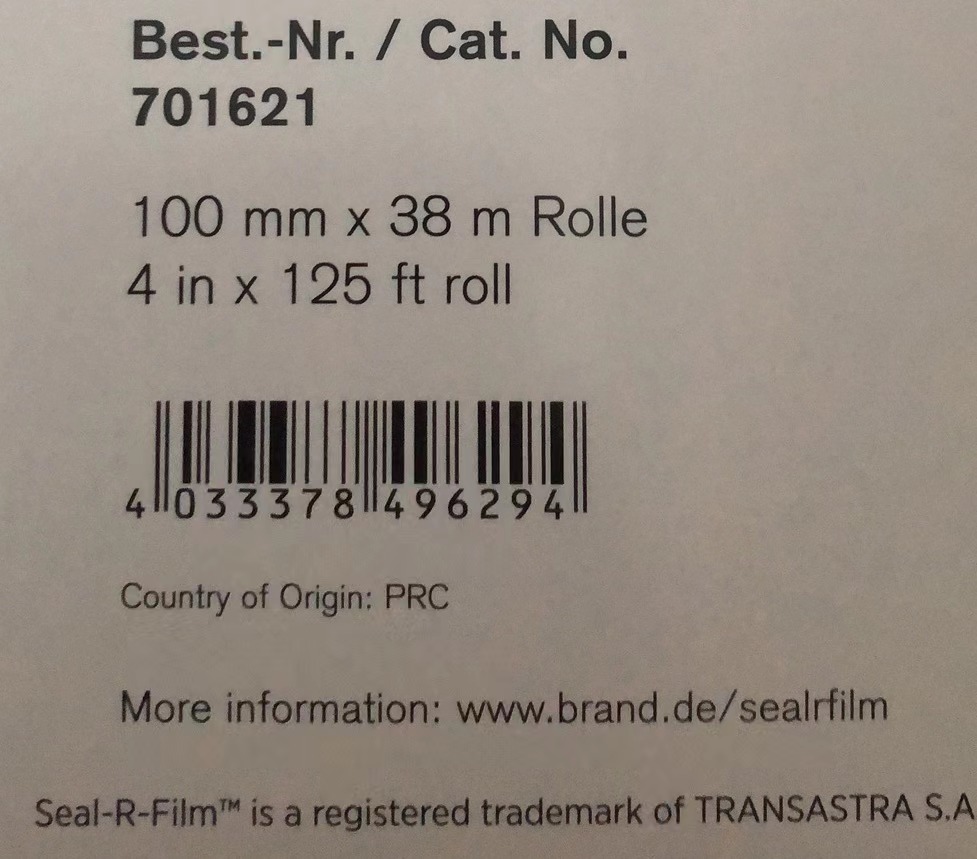 Best.-Nr. / Cat. No.
701621
100 mm x 38 m Rolle
4 in x 125 ft roll
4 033378 496294
Country of Origin: PRC
More information: www.brand.de/sealrfilm
Seal-R-Film™ is a registered trademark of TRANSASTRA S.A